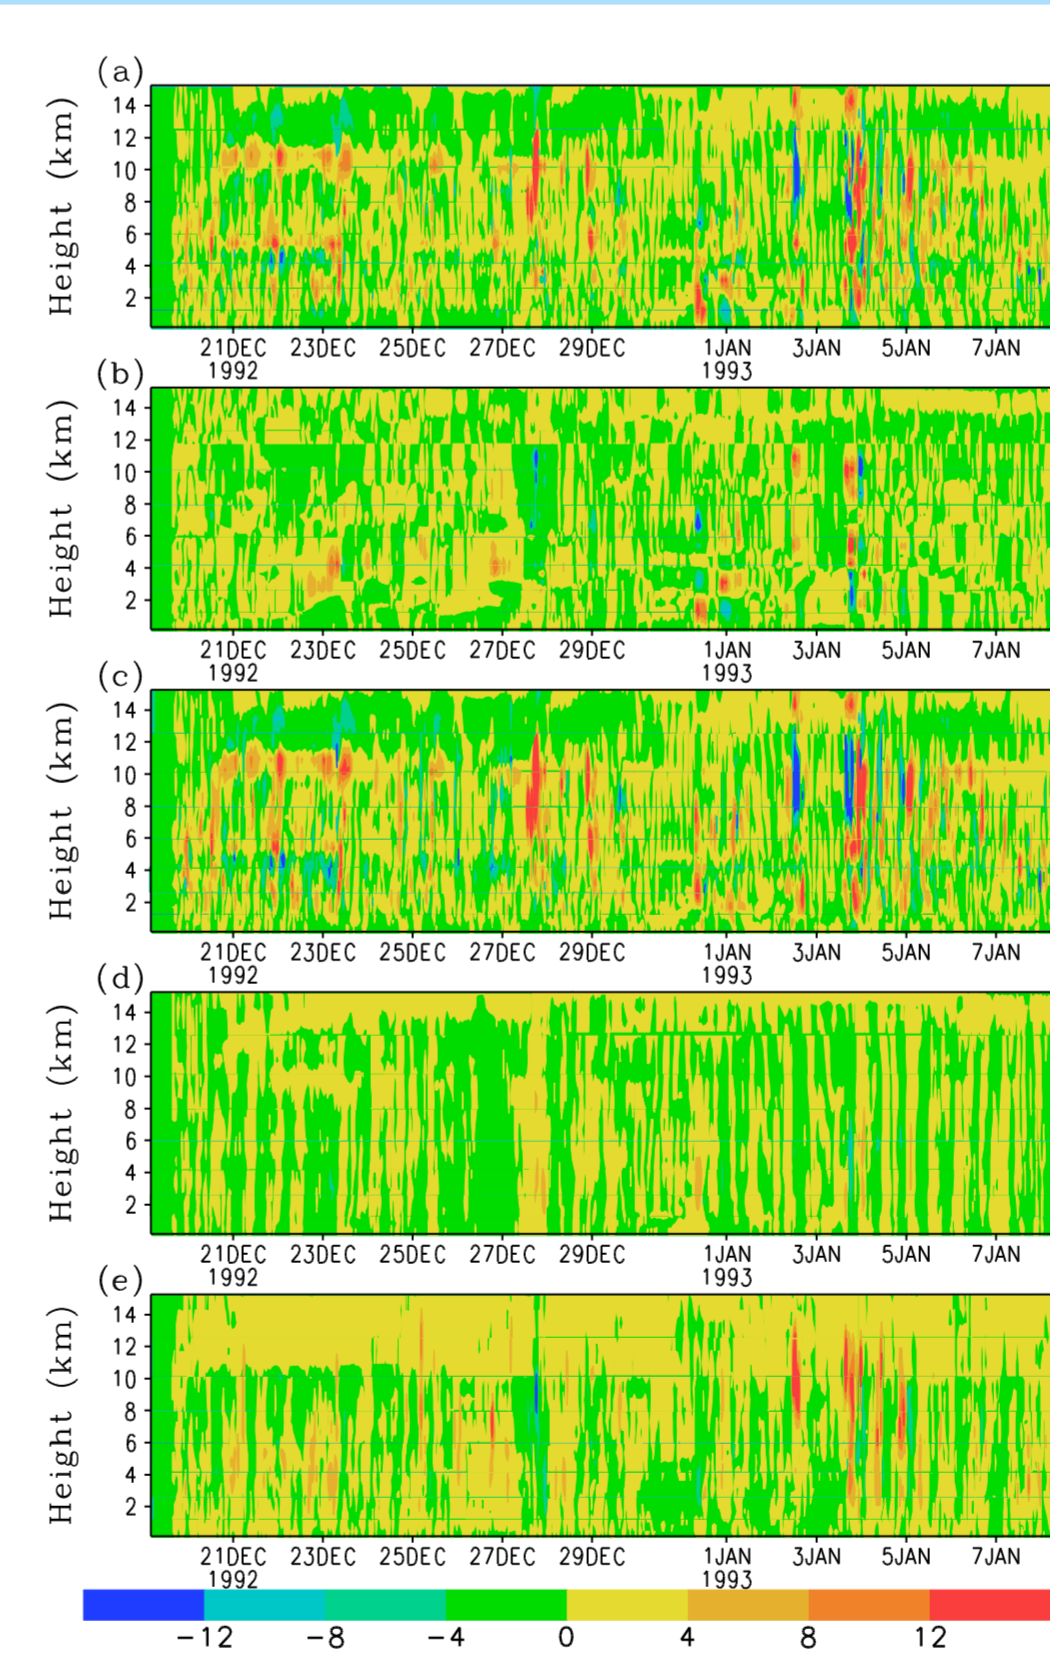 (a)
Height (km)
14
12
10
8
6
4
2
21DEC 23DEC 25DEC 27DEC 29DEC 1JAN 3JAN 5JAN 7JAN
1992 1993
(b)
Height (km)
14
12
10
8
6
4
2
21DEC 23DEC 25DEC 27DEC 29DEC 1JAN 3JAN 5JAN 7JAN
1992 1993
(c)
Height (km)
14
12
10
8
6
4
2
21DEC 23DEC 25DEC 27DEC 29DEC 1JAN 3JAN 5JAN 7JAN
1992 1993
(d)
Height (km)
14
12
10
8
6
4
2
21DEC 23DEC 25DEC 27DEC 29DEC 1JAN 3JAN 5JAN 7JAN
1992 1993
(e)
Height (km)
14
12
10
8
6
4
2
21DEC 23DEC 25DEC 27DEC 29DEC 1JAN 3JAN 5JAN 7JAN
1992 1993
−12 −8 −4 0 4 8 12